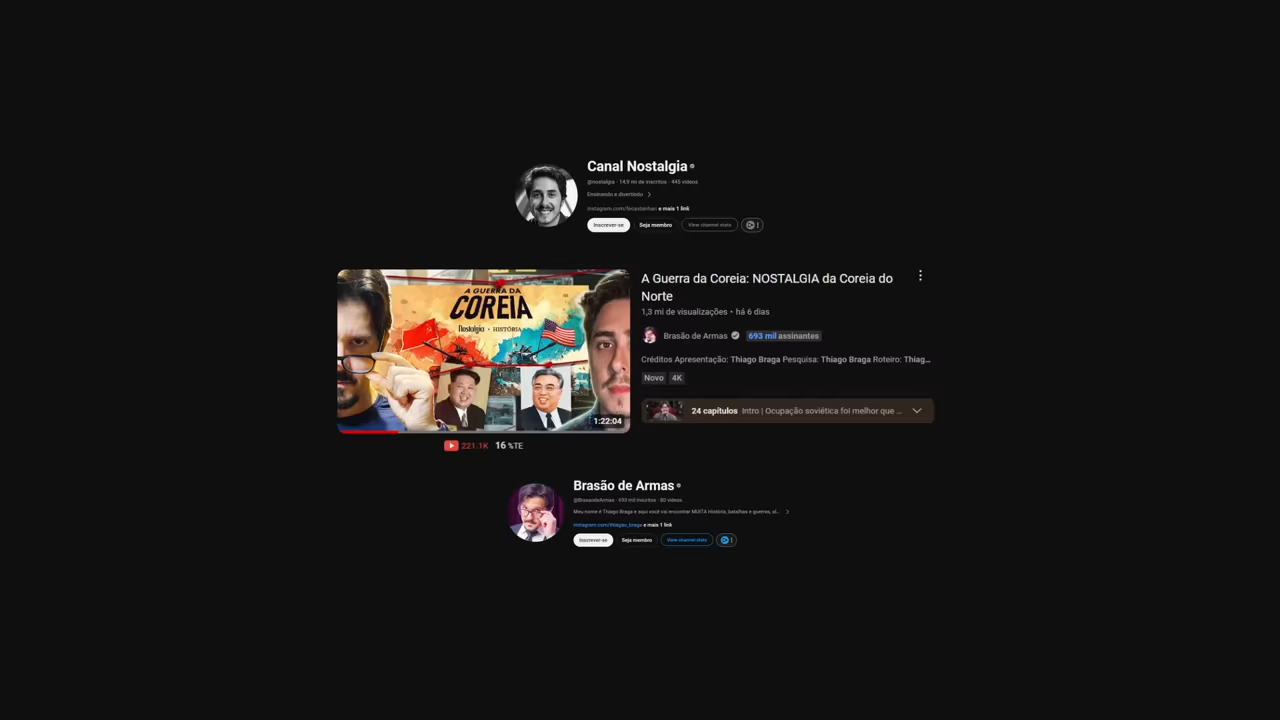 Canal Nostalgia
@nostalgia · 14,9 mi de inscritos · 445 vídeos
Ensinando e divertindo
instagram.com/fecastanhari e mais 1 link
Inscrever-se
Seja membro
View channel stats
A GUERRA DA
COREIA
Nostalgia • HISTÓRIA
1:22:04
221.1K 16 %TE
A Guerra da Coreia: NOSTALGIA da Coreia do
Norte
1,3 mi de visualizações • há 6 dias
Brasão de Armas 693 mil assinantes
Créditos Apresentação: Thiago Braga Pesquisa: Thiago Braga Roteiro: Thiag...
Novo 4K
24 capítulos Intro | Ocupação soviética foi melhor que ...
Brasão de Armas
@BrasaodeArmas · 693 mil inscritos · 80 vídeos
Meu nome é Thiago Braga e aqui você vai encontrar MUITA História, batalhas e guerras, al...
instagram.com/thiagau_braga e mais 1 link
Inscrever-se
Seja membro
View channel stats